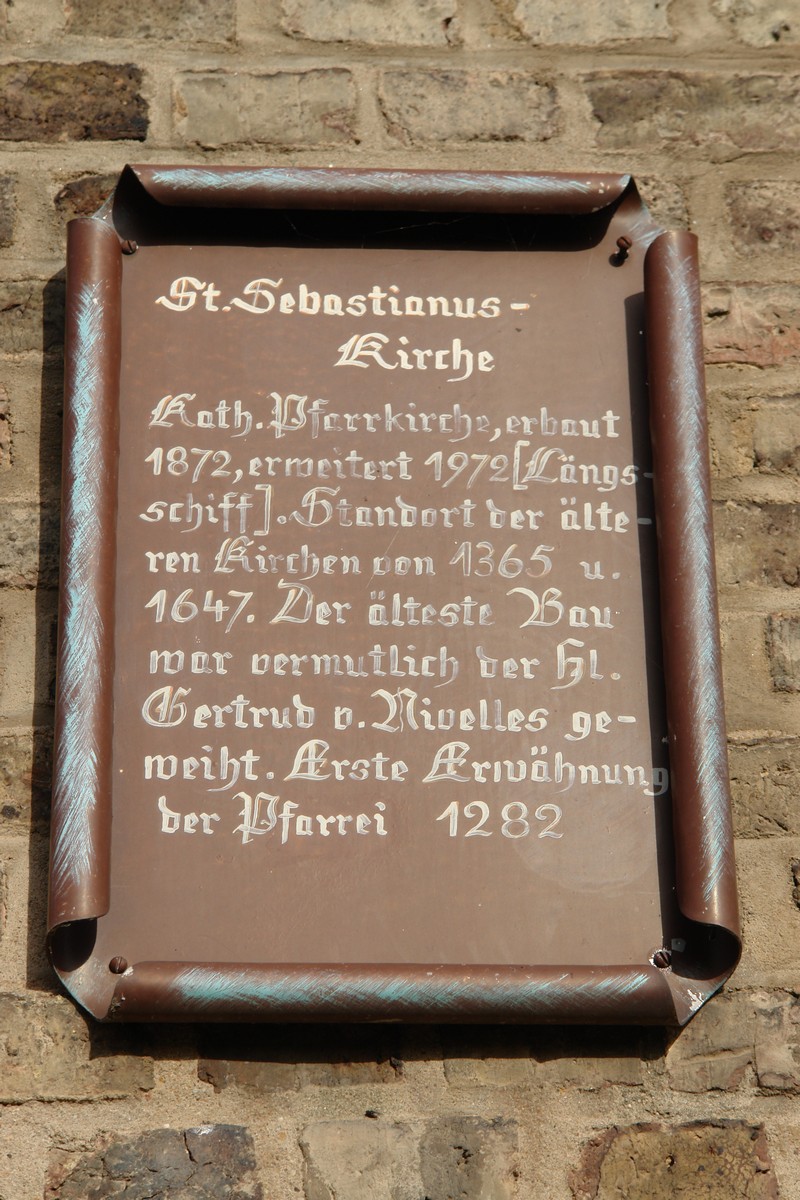 St. Sebastianus-
Kirche
Kath. Pfarrkirche, erbaut
1872, erweitert 1972 [Längs-
schiff]. Standort der älte-
ren Kirchen von 1365 u.
1647. Der älteste Bau
war vermutlich der Hl.
Gertrud v. Nivelles ge-
weiht. Erste Erwähnung
der Pfarrei 1282